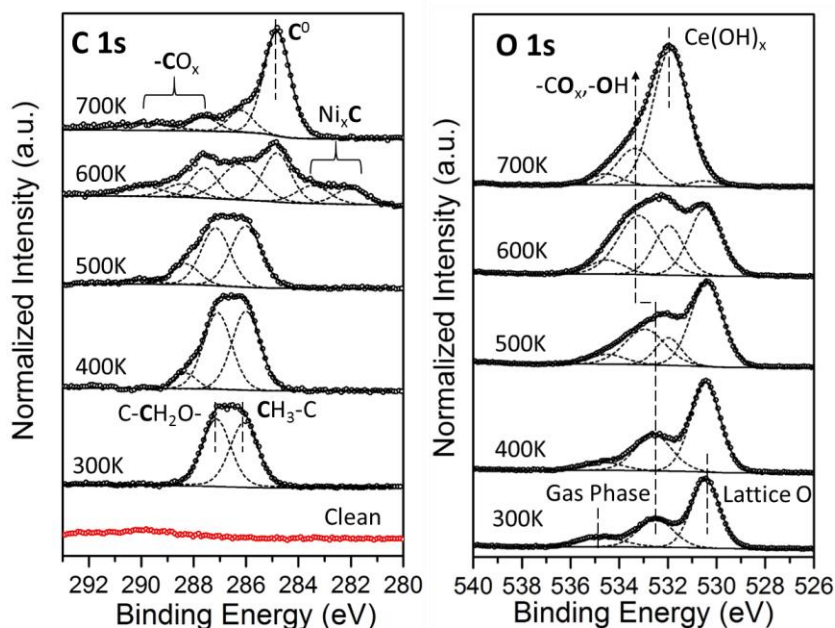 C 1s
C⁰
-COₓ
NiₓC
700K
600K
500K
400K
C-CH₂O-
CH₃-C
300K
Clean
292 290 288 286 284 282 280
Binding Energy (eV)
Normalized Intensity (a.u.)
O 1s
Ce(OH)ₓ
-COₓ,-OH
700K
600K
500K
400K
Gas Phase
Lattice O
300K
540 538 536 534 532 530 528 526
Binding Energy (eV)
Normalized Intensity (a.u.)